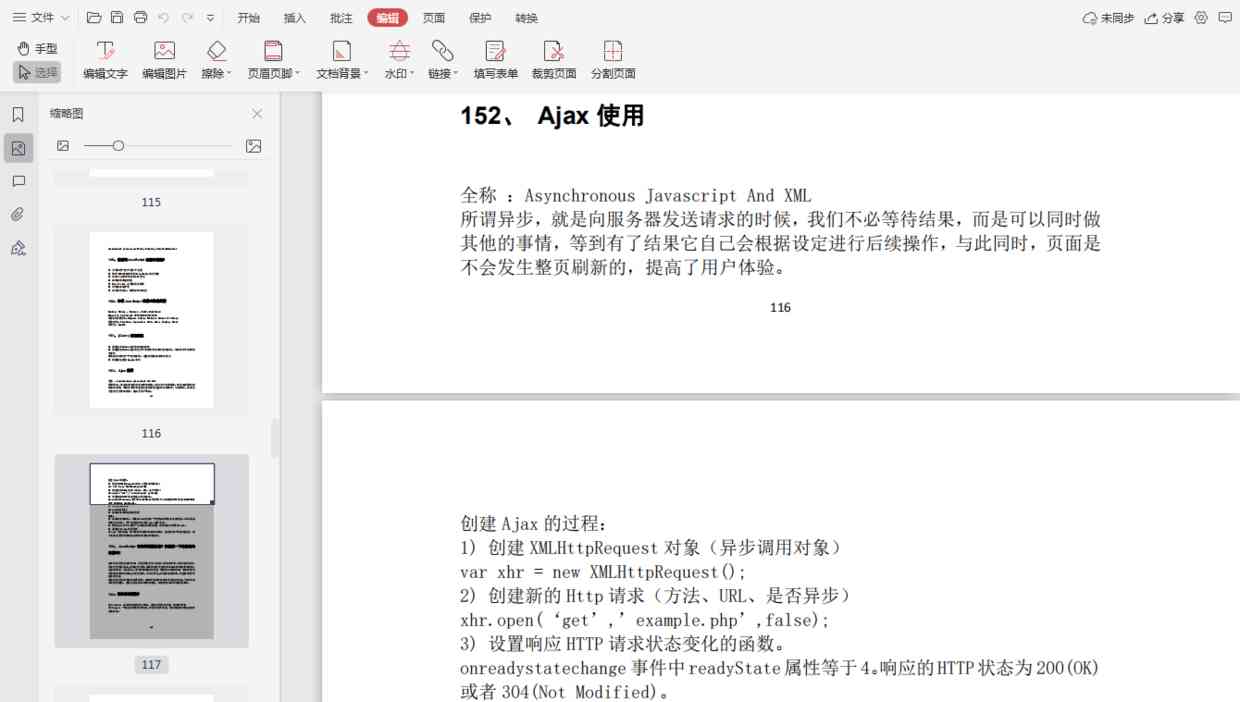 文件
开始 插入 批注 编辑 页面 保护 转换
未同步 分享
手型
选择
编辑文字 编辑图片 擦除 页眉页脚 文档背景 水印 链接 填写表单 裁剪页面 分割页面
缩略图
115
116
117
152、 Ajax 使用
全称 :Asynchronous Javascript And XML
所谓异步，就是向服务器发送请求的时候，我们不必等待结果，而是可以同时做
其他的事情，等到有了结果它自己会根据设定进行后续操作，与此同时，页面是
不会发生整页刷新的，提高了用户体验。
116
创建 Ajax 的过程：
1) 创建 XMLHttpRequest 对象（异步调用对象）
var xhr = new XMLHttpRequest();
2) 创建新的 Http 请求（方法、URL、是否异步）
xhr.open(‘get’,’example.php’,false);
3) 设置响应 HTTP 请求状态变化的函数。
onreadystatechange 事件中 readyState 属性等于 4。响应的 HTTP 状态为 200(OK)
或者 304(Not Modified)。